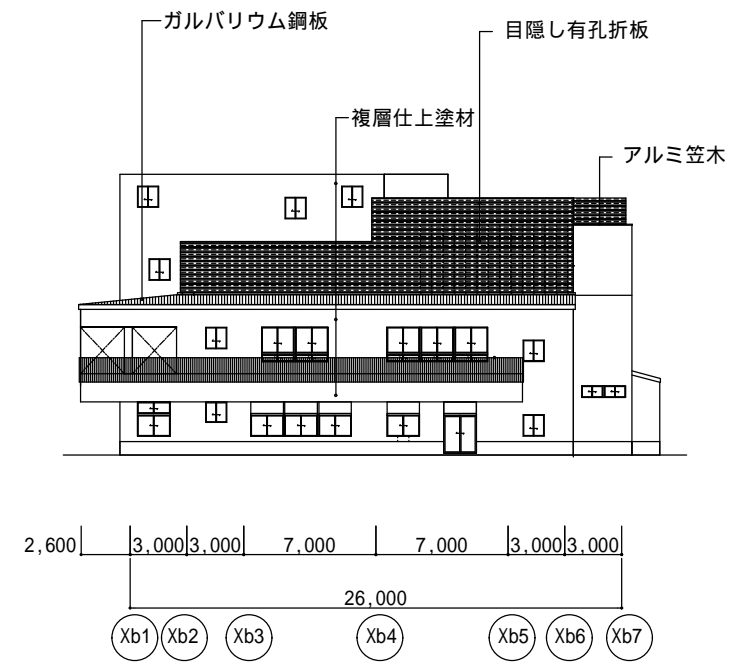 ガルバリウム鋼板
目隠し有孔折板
複層仕上塗材
アルミ笠木
2,600 3,000 3,000 7,000 7,000 3,000 3,000
26,000
Xb1 Xb2 Xb3 Xb4 Xb5 Xb6 Xb7